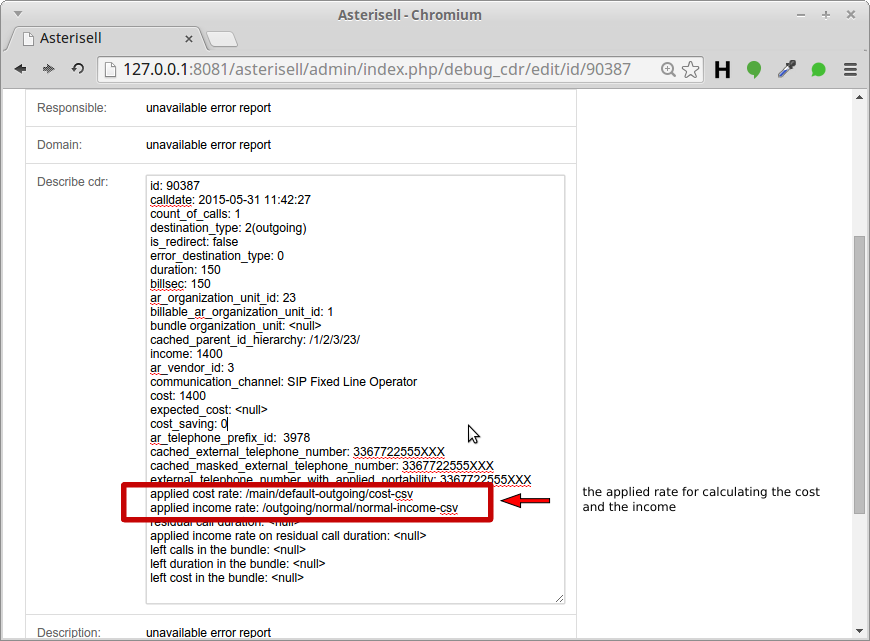 Asterisell - Chromium
Asterisell
127.0.0.1:8081/asterisell/admin/index.php/debug_cdr/edit/id/90387
H
Responsible: unavailable error report
Domain: unavailable error report
Describe cdr:
id: 90387
calldate: 2015-05-31 11:42:27
count_of_calls: 1
destination_type: 2(outgoing)
is_redirect: false
error_destination_type: 0
duration: 150
billsec: 150
ar_organization_unit_id: 23
billable_ar_organization_unit_id: 1
bundle organization_unit: <null>
cached_parent_id_hierarchy: /1/2/3/23/
income: 1400
ar_vendor_id: 3
communication_channel: SIP Fixed Line Operator
cost: 1400
expected_cost: <null>
cost_saving: 0
ar_telephone_prefix_id:  3978
cached_external_telephone_number: 3367722555XXX
cached_masked_external_telephone_number: 3367722555XXX
external_telephone_number_with_applied_portability: 3367722555XXX
applied cost rate: /main/default-outgoing/cost-csv
applied income rate: /outgoing/normal/normal-income-csv
residual call duration: <null>
applied income rate on residual call duration: <null>
left calls in the bundle: <null>
left duration in the bundle: <null>
left cost in the bundle: <null>
the applied rate for calculating the cost
and the income
Description: unavailable error report